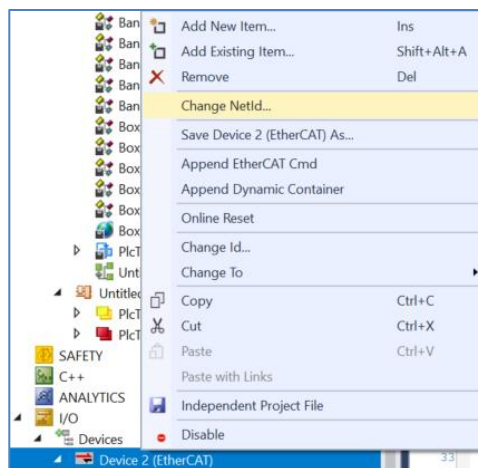 Ban
Ban
Ban
Ban
Ban
Box
Box
Box
Box
Box
Box
PlcT
Unt
Untitled
PlcT
PlcT
SAFETY
C++
ANALYTICS
I/O
Devices
Device 2 (EtherCAT)
Add New Item... Ins
Add Existing Item... Shift+Alt+A
Remove Del
Change NetId...
Save Device 2 (EtherCAT) As...
Append EtherCAT Cmd
Append Dynamic Container
Online Reset
Change Id...
Change To
Copy Ctrl+C
Cut Ctrl+X
Paste Ctrl+V
Paste with Links
Independent Project File
Disable
33